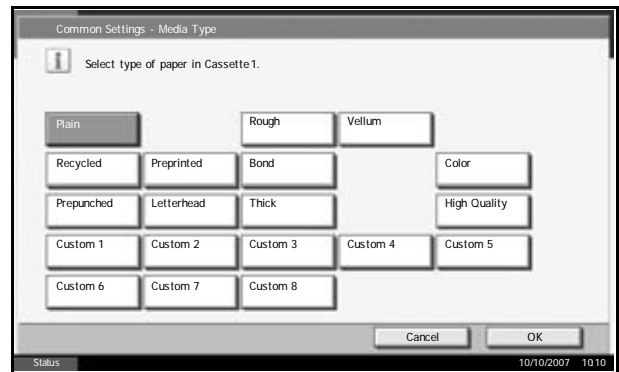 Common Settings - Media Type
i Select type of paper in Cassette 1.
Plain Rough Vellum
Recycled Preprinted Bond Color
Prepunched Letterhead Thick High Quality
Custom 1 Custom 2 Custom 3 Custom 4 Custom 5
Custom 6 Custom 7 Custom 8
Cancel OK
Status 10/10/2007 10:10